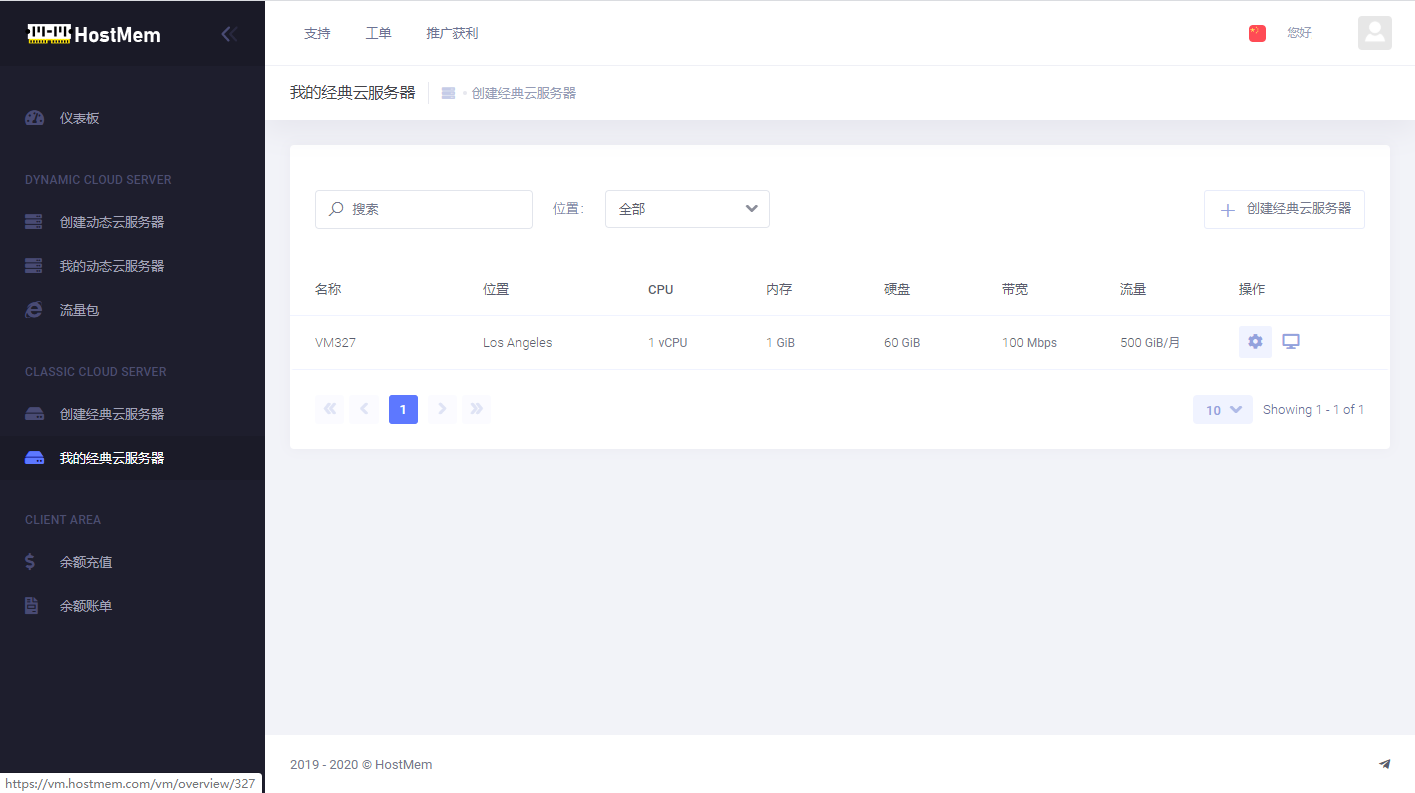 HostMem
支持 工单 推广获利 您好
我的经典云服务器 创建经典云服务器
仪表板
DYNAMIC CLOUD SERVER
创建动态云服务器
我的动态云服务器
流量包
CLASSIC CLOUD SERVER
创建经典云服务器
我的经典云服务器
CLIENT AREA
余额充值
余额账单
搜索 位置: 全部 创建经典云服务器
名称 位置 CPU 内存 硬盘 带宽 流量 操作
VM327 Los Angeles 1 vCPU 1 GiB 60 GiB 100 Mbps 500 GiB/月
1 10 Showing 1 - 1 of 1
2019 - 2020 © HostMem
https://vm.hostmem.com/vm/overview/327